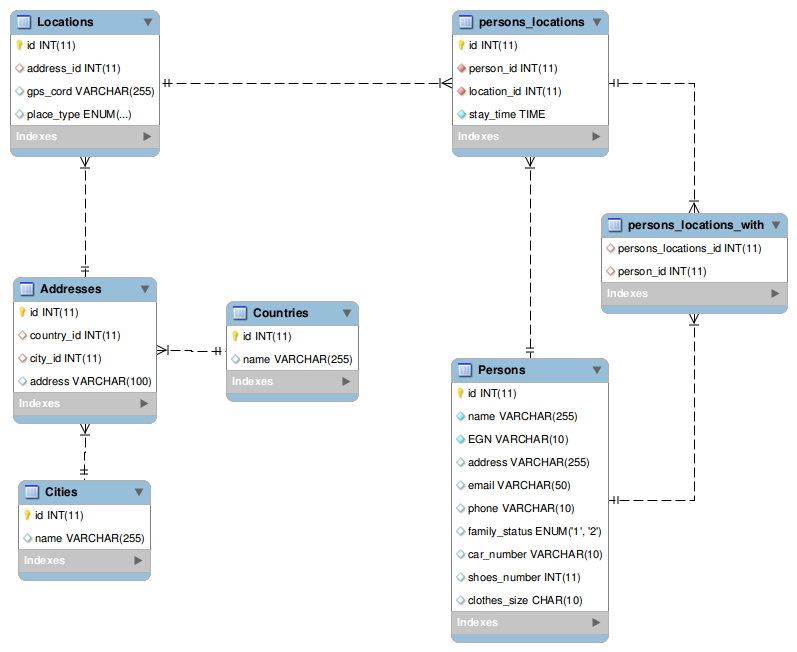 Locations
id INT(11)
address_id INT(11)
gps_cord VARCHAR(255)
place_type ENUM(...)
Indexes
persons_locations
id INT(11)
person_id INT(11)
location_id INT(11)
stay_time TIME
Indexes
persons_locations_with
persons_locations_id INT(11)
person_id INT(11)
Indexes
Addresses
id INT(11)
country_id INT(11)
city_id INT(11)
address VARCHAR(100)
Indexes
Countries
id INT(11)
name VARCHAR(255)
Indexes
Cities
id INT(11)
name VARCHAR(255)
Indexes
Persons
id INT(11)
name VARCHAR(255)
EGN VARCHAR(10)
address VARCHAR(255)
email VARCHAR(50)
phone VARCHAR(10)
family_status ENUM('1', '2')
car_number VARCHAR(10)
shoes_number INT(11)
clothes_size CHAR(10)
Indexes